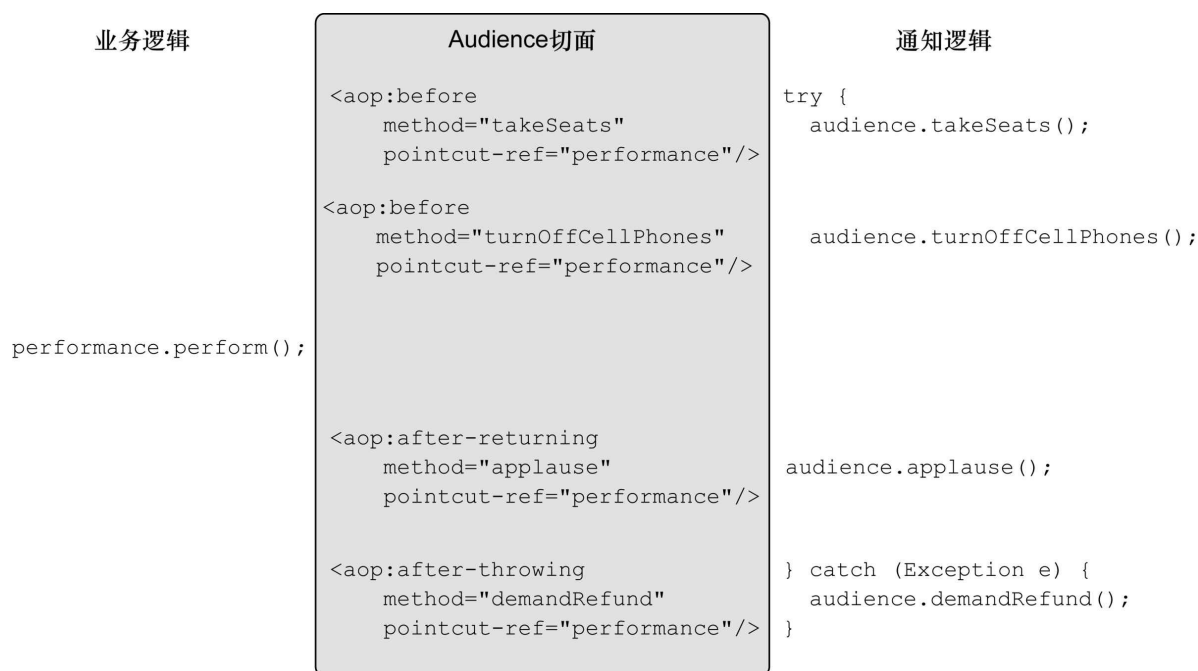 业务逻辑 Audience切面 通知逻辑
<aop:before try {
method="takeSeats" audience.takeSeats();
pointcut-ref="performance"/>
<aop:before
method="turnOffCellPhones" audience.turnOffCellPhones();
pointcut-ref="performance"/>
performance.perform();
<aop:after-returning
method="applause" audience.applause();
pointcut-ref="performance"/>
<aop:after-throwing } catch (Exception e) {
method="demandRefund" audience.demandRefund();
pointcut-ref="performance"/> }